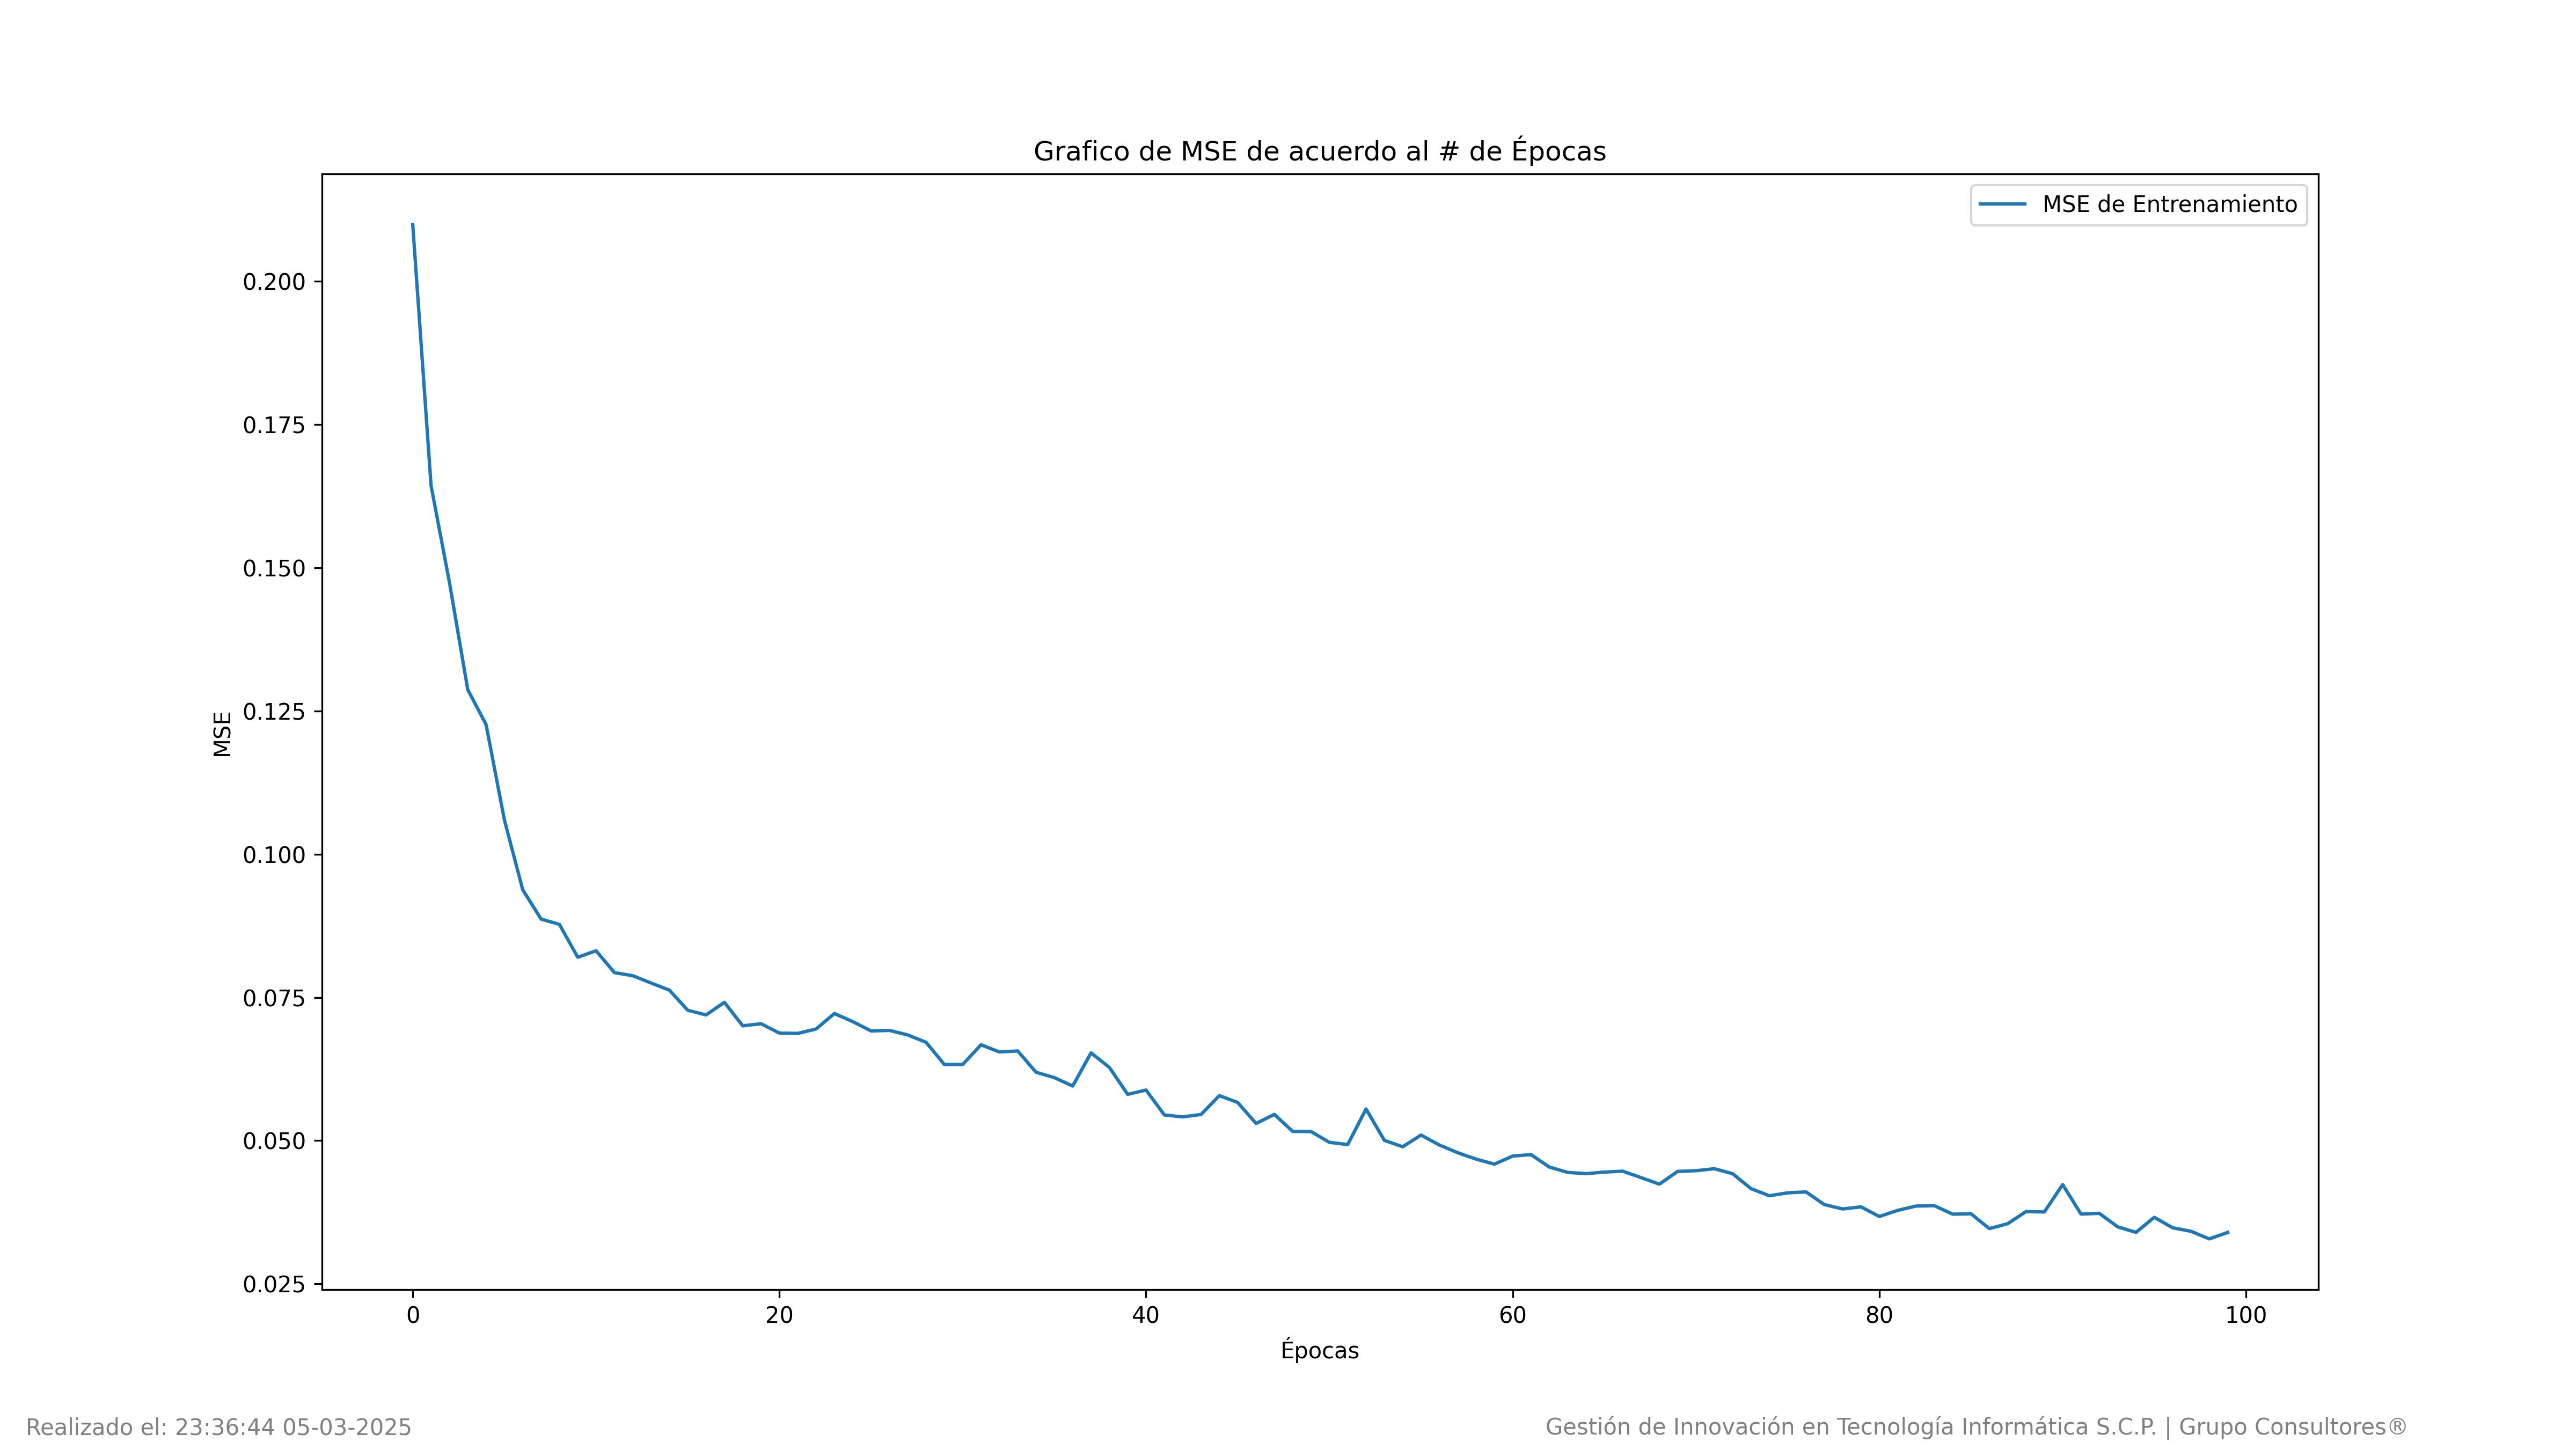 Grafico de MSE de acuerdo al # de Épocas
MSE de Entrenamiento
0.200
0.175
0.150
0.125
0.100
0.075
0.050
0.025
MSE
0 20 40 60 80 100
Épocas
Realizado el: 23:36:44 05-03-2025
Gestión de Innovación en Tecnología Informática S.C.P. | Grupo Consultores®